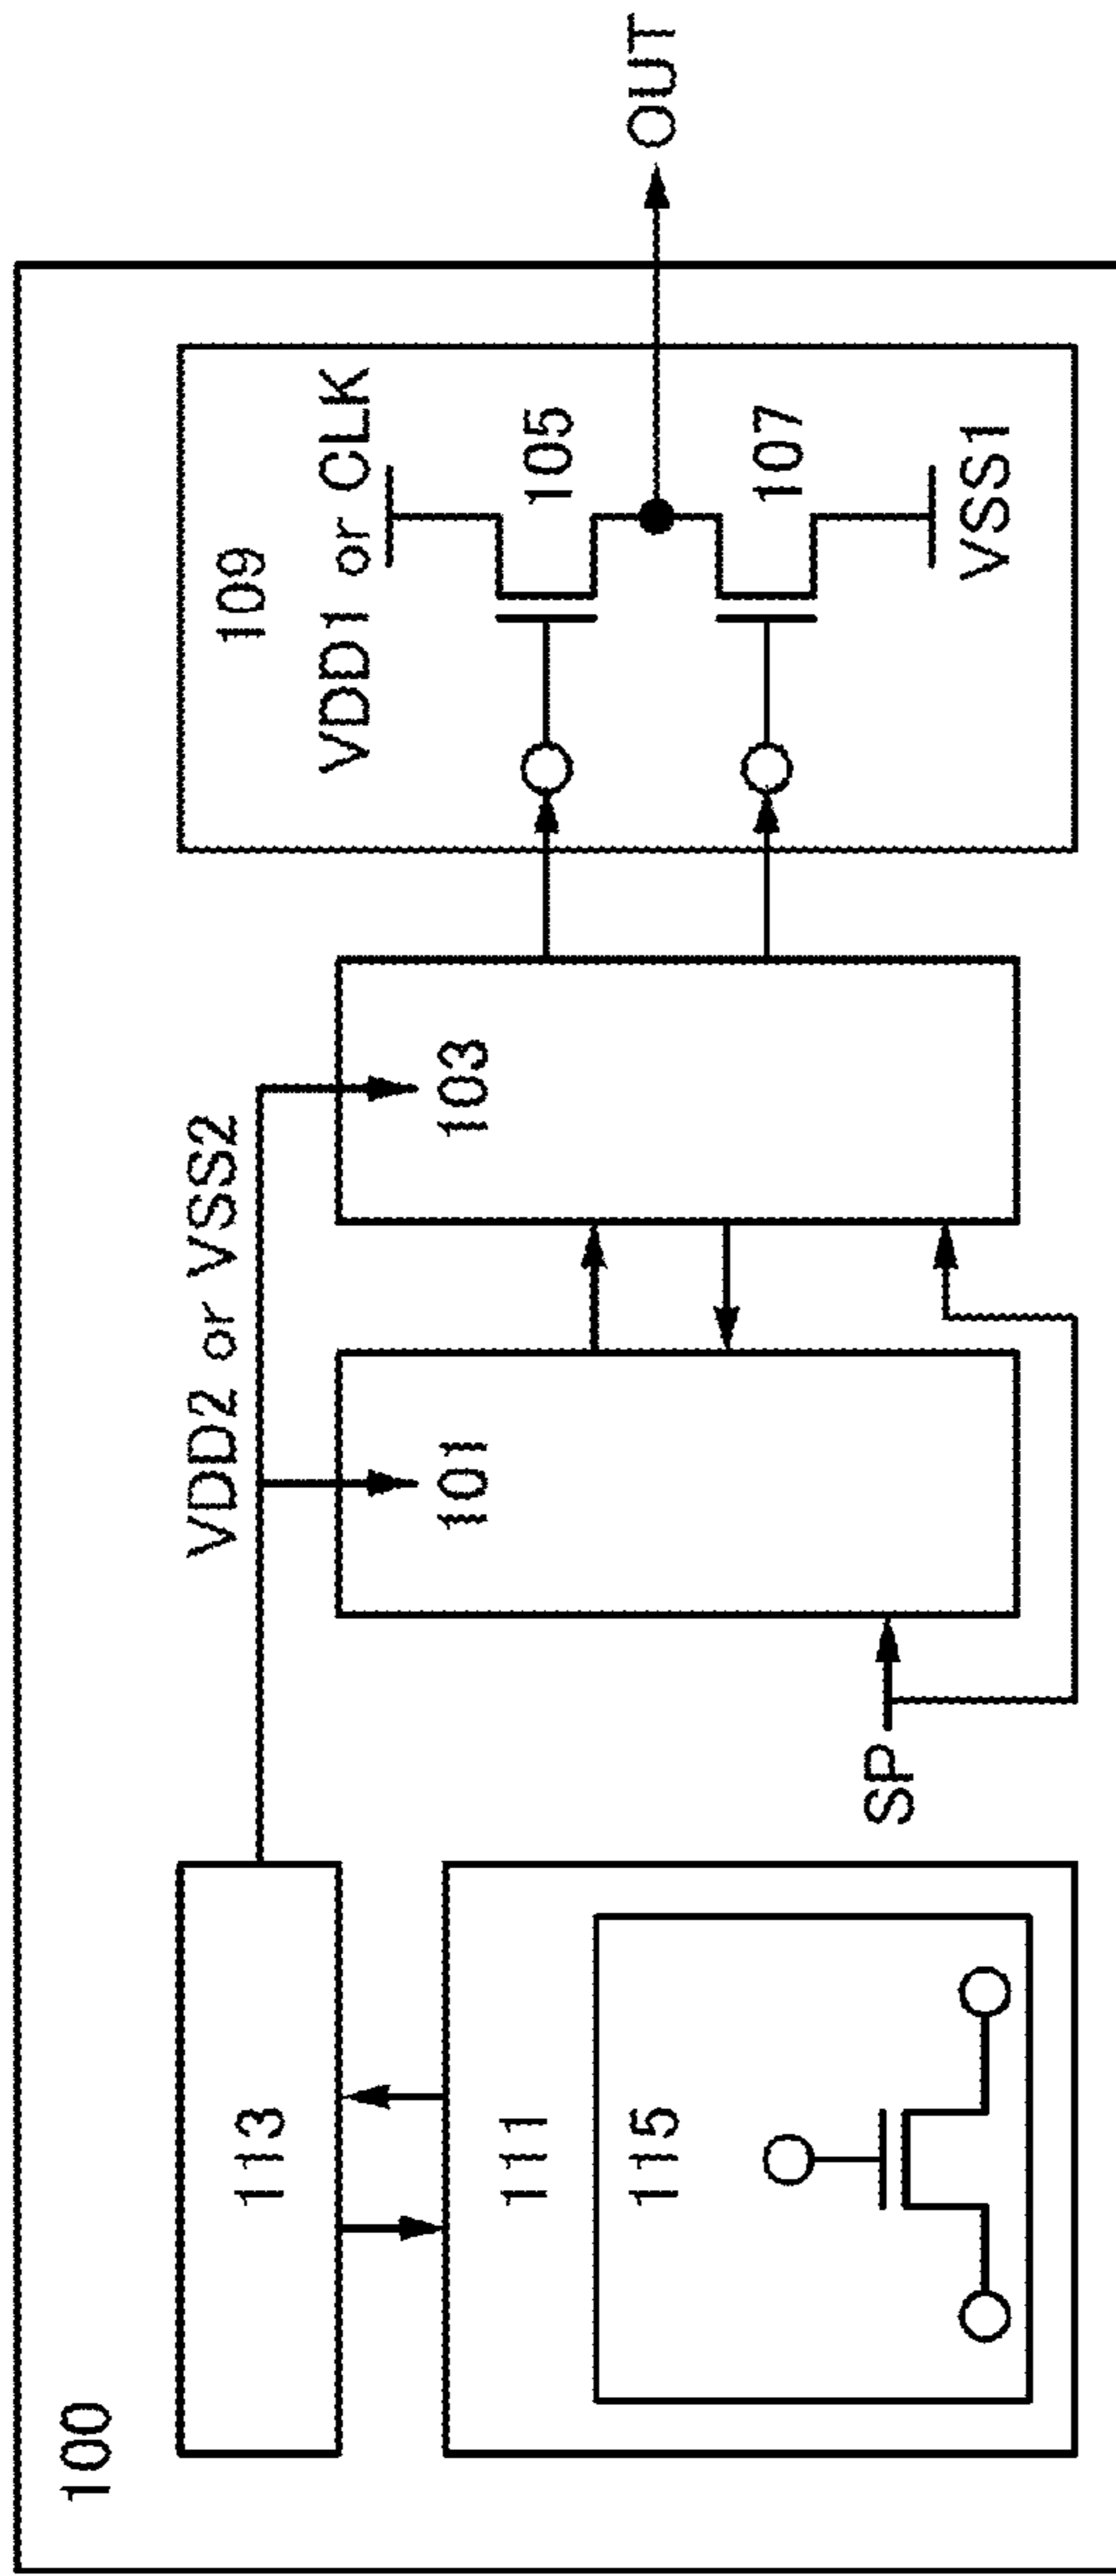 100
113
111
115
VDD2 or VSS2
101
103
SP
109
VDD1 or CLK
105
107
VSS1
OUT